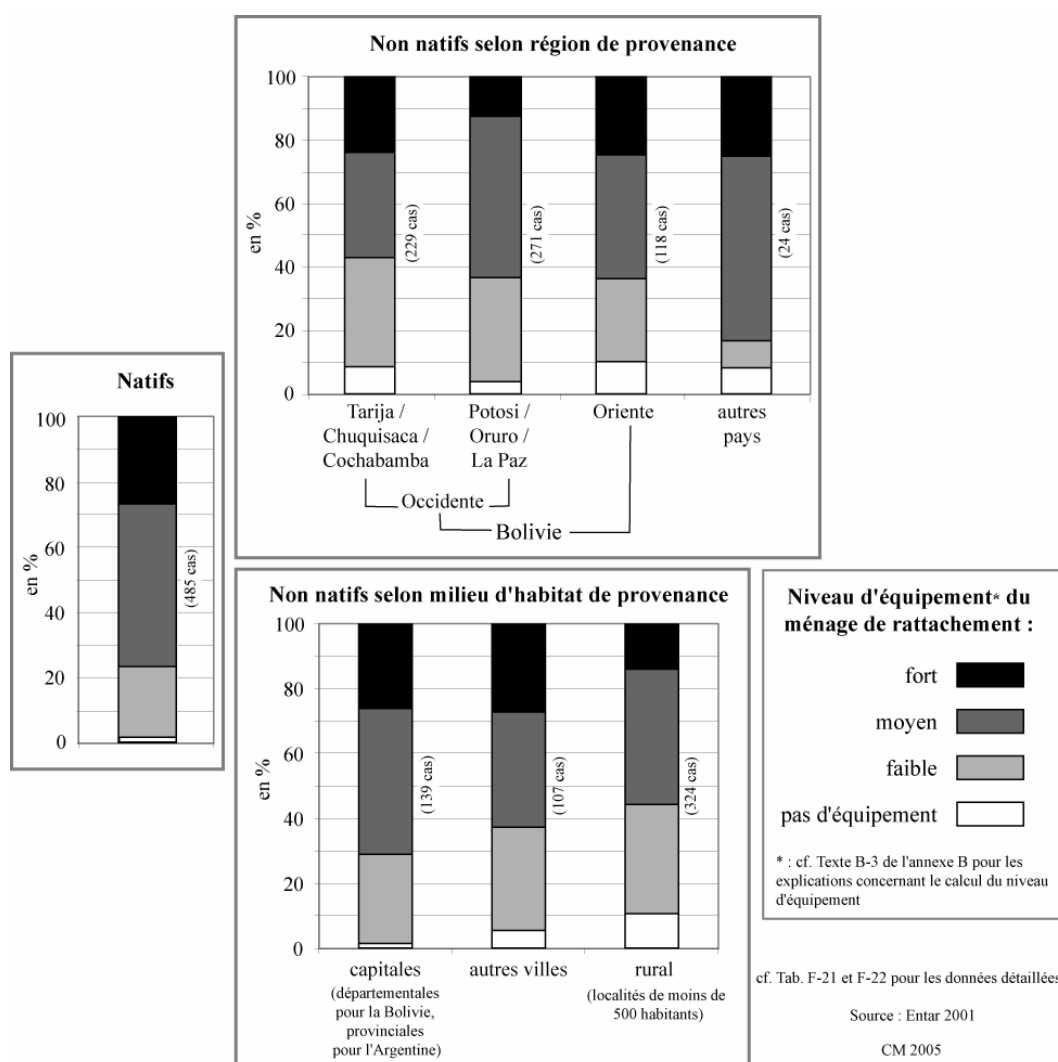 Non natifs selon région de provenance
100
80
60
40
20
0
en %
(229 cas)
(271 cas)
(118 cas)
(24 cas)
Tarija /
Chuquisaca /
Cochabamba
Potosi /
Oruro /
La Paz
Oriente
autres
pays
Occidente
Bolivie
Natifs
100
80
60
40
20
0
en %
(485 cas)
Non natifs selon milieu d'habitat de provenance
100
80
60
40
20
0
en %
(139 cas)
(107 cas)
(324 cas)
capitales
(départementales
pour la Bolivie,
provinciales
pour l'Argentine)
autres villes
rural
(localités de moins de
500 habitants)
Niveau d'équipement* du
ménage de rattachement :
fort
moyen
faible
pas d'équipement
* : cf. Texte B-3 de l'annexe B pour les
explications concernant le calcul du niveau
d'équipement
cf. Tab. F-21 et F-22 pour les données détaillées
Source : Entar 2001
CM 2005